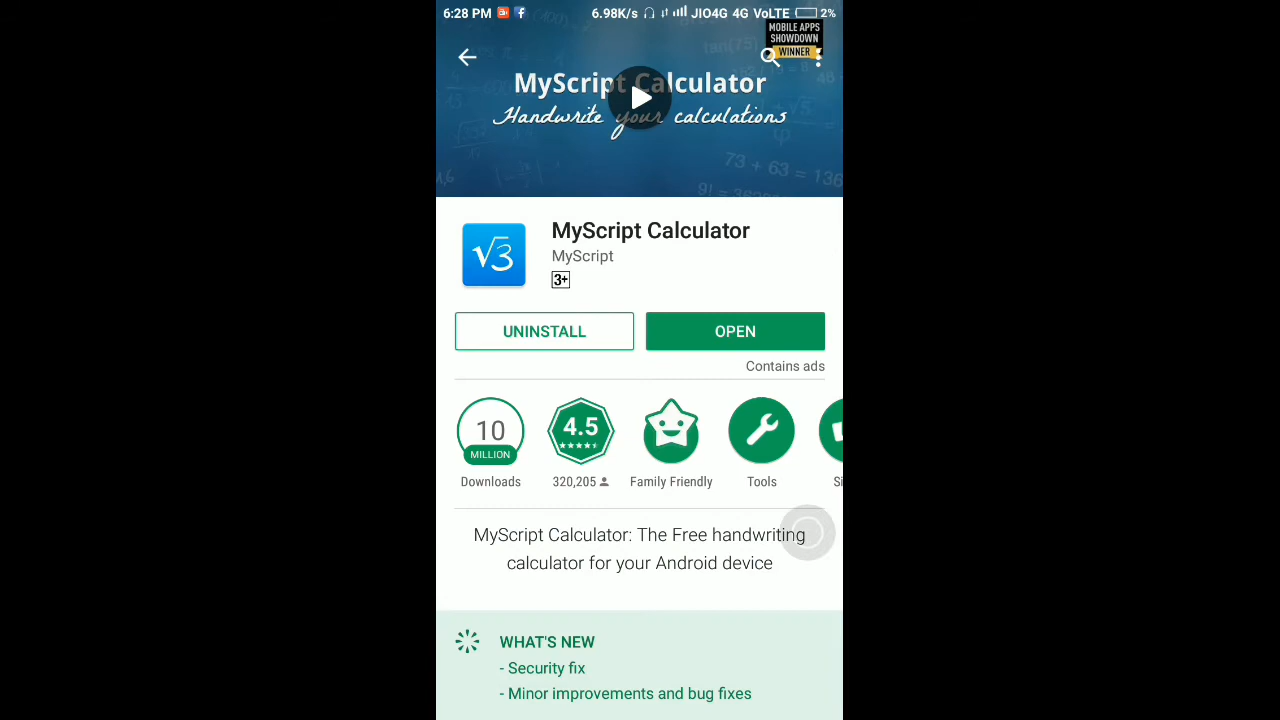 6:28 PM 6.98K/s JIO4G 4G VoLTE 2%
MOBILE APPS
SHOWDOWN
WINNER
MyScript Calculator
Handwrite your calculations
73 + 63 = 136
MyScript Calculator
MyScript
3+
√3
UNINSTALL OPEN
Contains ads
10 4.5
MILLION
Downloads 320,205 Family Friendly Tools Si
MyScript Calculator: The Free handwriting
calculator for your Android device
WHAT'S NEW
- Security fix
- Minor improvements and bug fixes